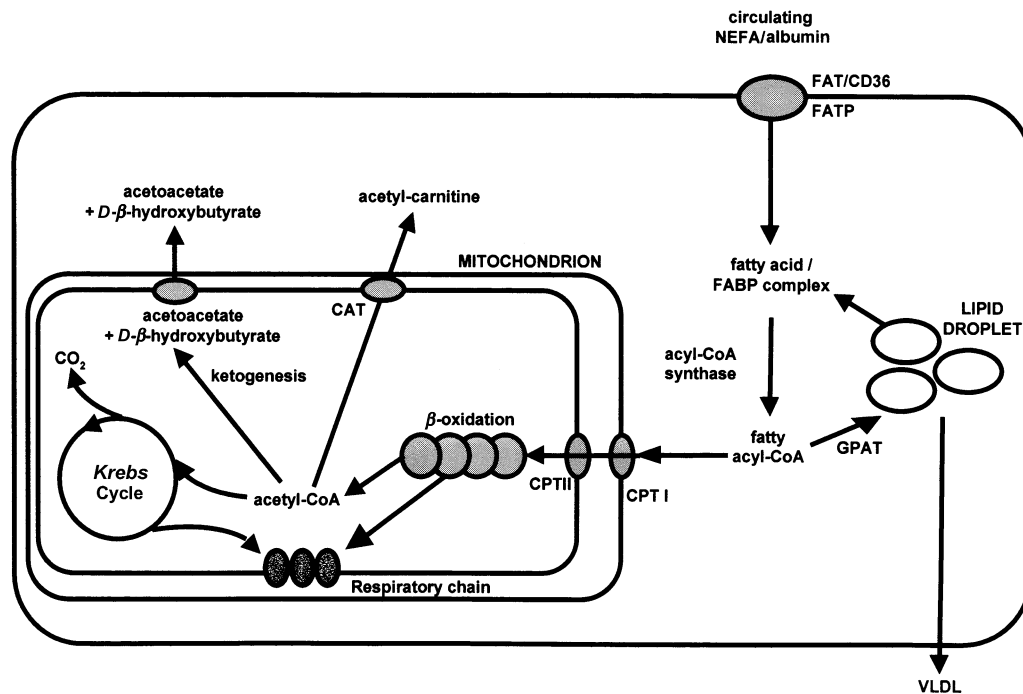 circulating
NEFA/albumin
FAT/CD36
FATP
acetoacetate
+ D-β-hydroxybutyrate
acetyl-carnitine
MITOCHONDRION
fatty acid /
FABP complex
LIPID
DROPLET
CAT
acetoacetate
+ D-β-hydroxybutyrate
CO2
ketogenesis
acyl-CoA
synthase
β-oxidation
fatty
acyl-CoA
GPAT
Krebs
Cycle
acetyl-CoA
CPTII
CPT I
Respiratory chain
VLDL